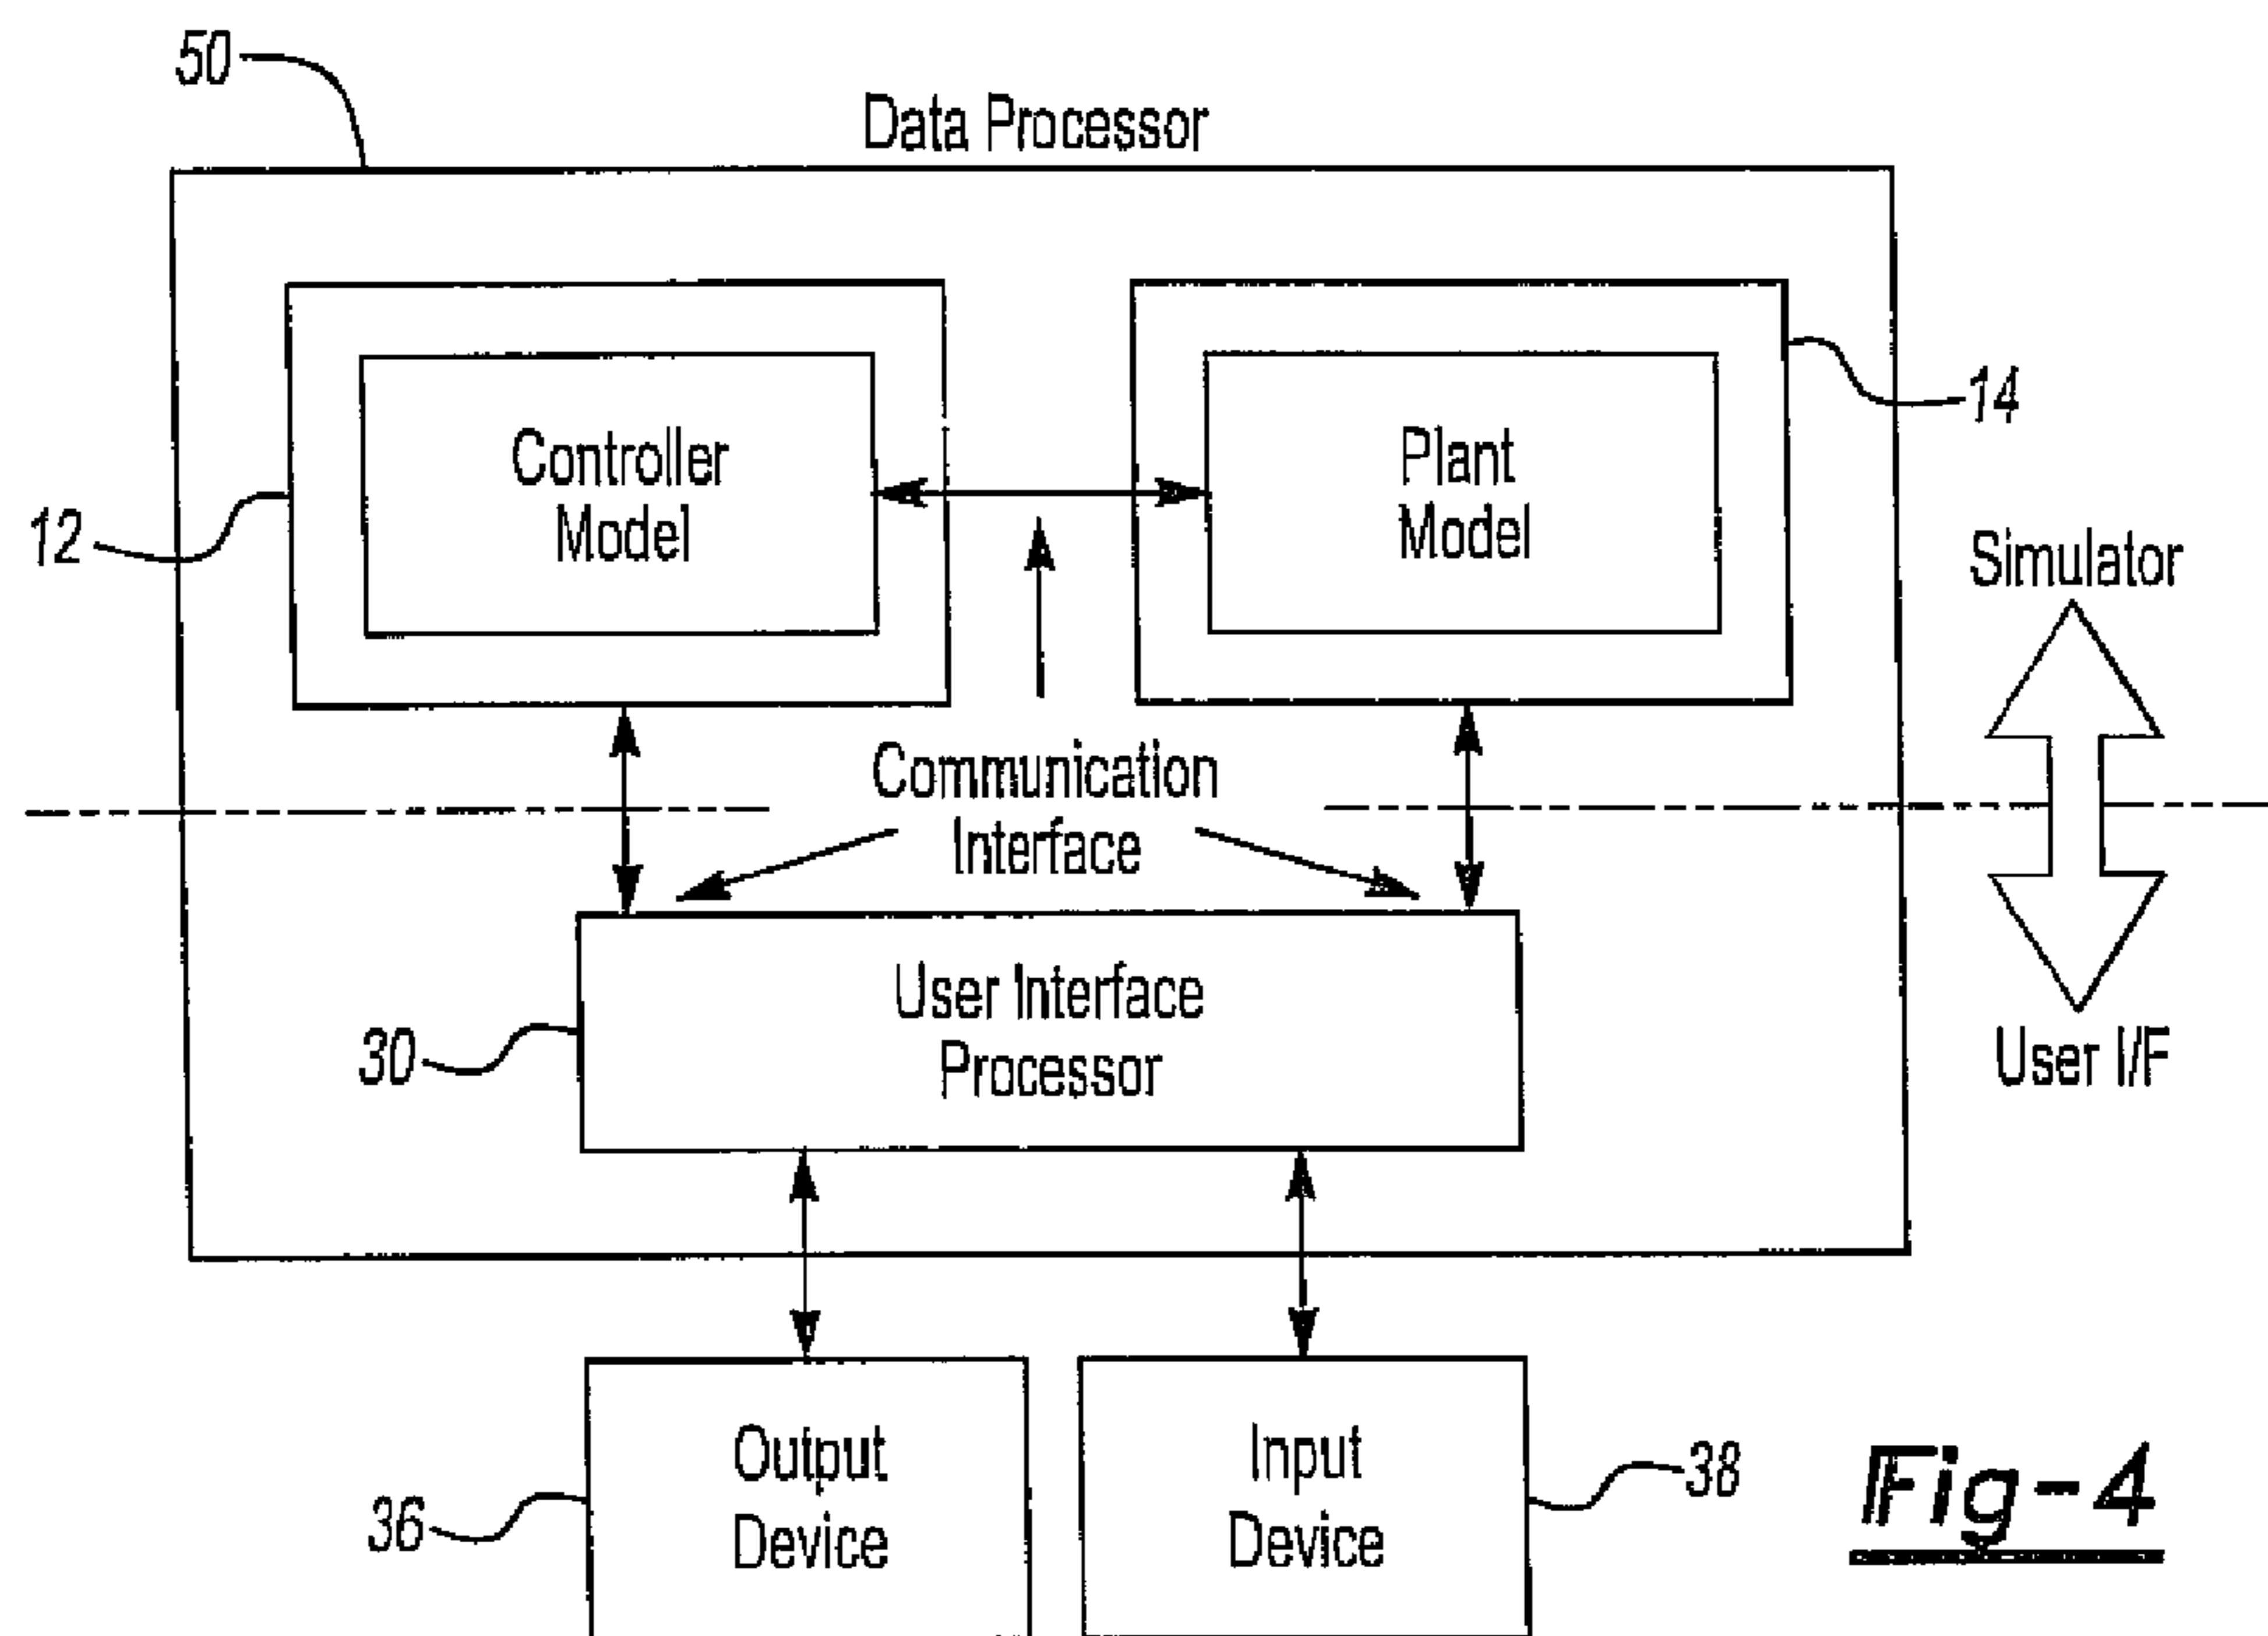 50
Data Processor
Controller
Model
Plant
Model
14
12
Simulator
Communication
Interface
User Interface
Processor
30
User I/F
Output
Device
Input
Device
36
38
Fig-4